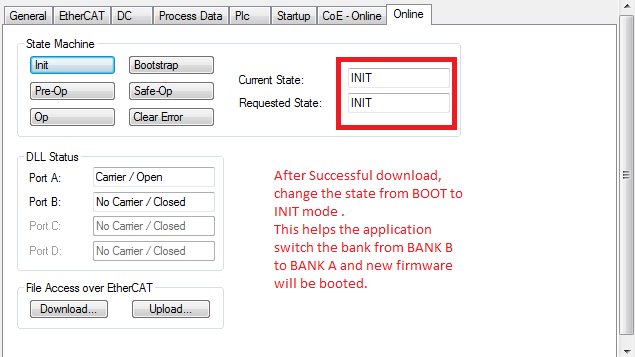 General EtherCAT DC Process Data Plc Startup CoE - Online Online
State Machine
Init Bootstrap
Pre-Op Safe-Op
Op Clear Error
Current State: INIT
Requested State: INIT
DLL Status
Port A: Carrier / Open
Port B: No Carrier / Closed
Port C: No Carrier / Closed
Port D: No Carrier / Closed
After Successful download,
change the state from BOOT to
INIT mode .
This helps the application
switch the bank from BANK B
to BANK A and new firmware
will be booted.
File Access over EtherCAT
Download... Upload...